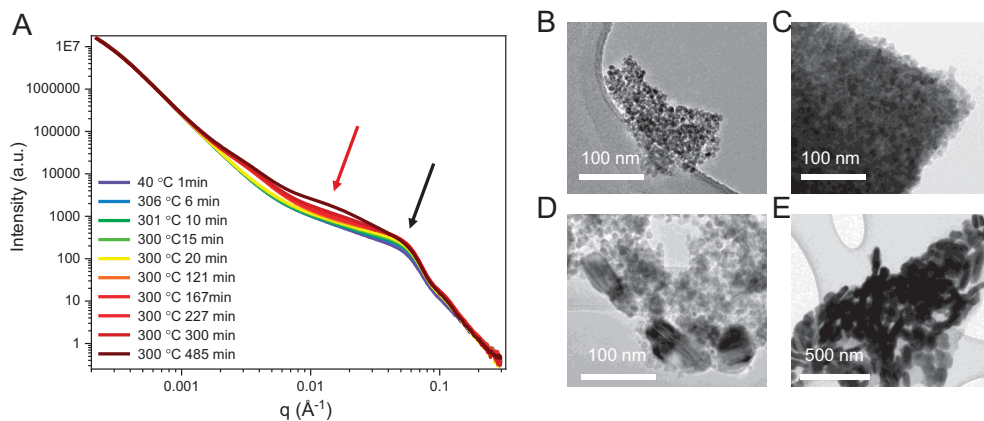 A
1E7
1000000
100000
10000
1000
100
10
1
Intensity (a.u.)
40 °C 1min
306 °C 6 min
301 °C 10 min
300 °C15 min
300 °C 20 min
300 °C 121 min
300 °C 167min
300 °C 227 min
300 °C 300 min
300 °C 485 min
0.001
0.01
0.1
q (Å⁻¹)
B
100 nm
C
100 nm
D
100 nm
E
500 nm